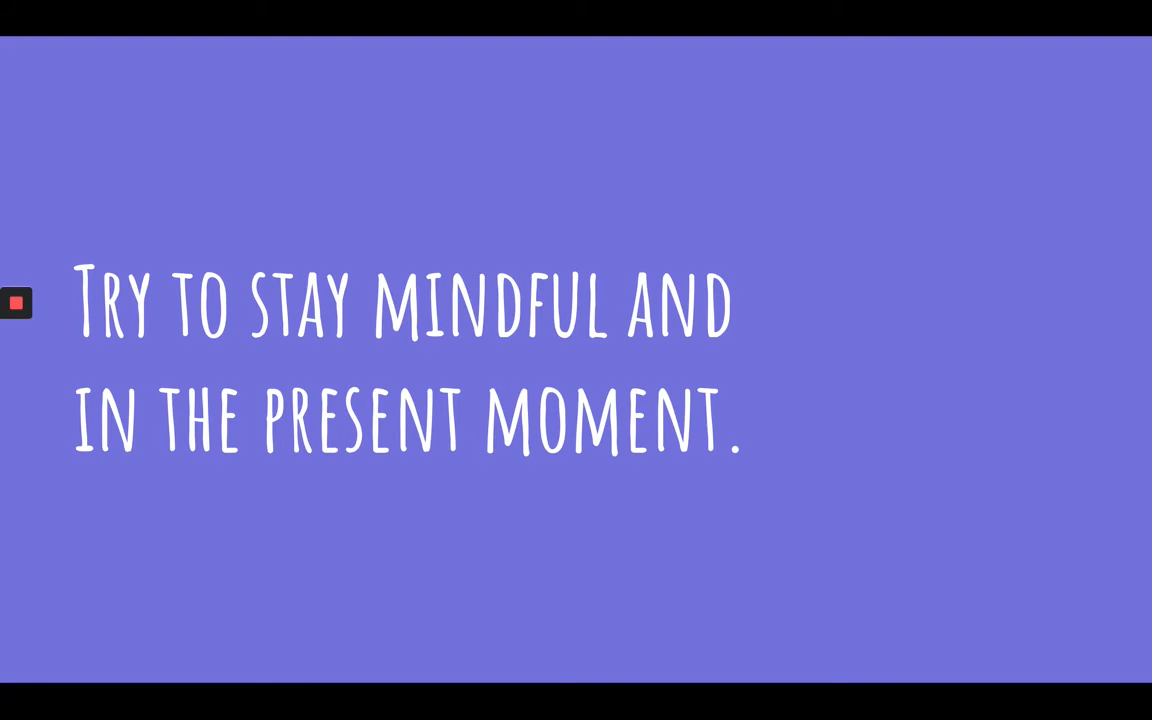 Try to stay mindful and
in the present moment.